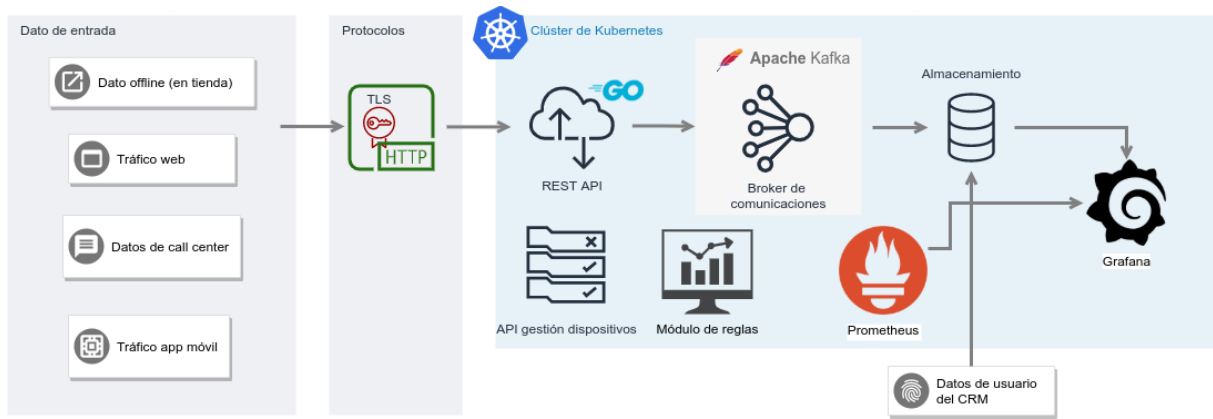 Dato de entrada
Dato offline (en tienda)
Tráfico web
Datos de call center
Tráfico app móvil
Protocolos
TLS
HTTP
Clúster de Kubernetes
GO
REST API
Apache Kafka
Broker de
comunicaciones
Almacenamiento
API gestión dispositivos
Módulo de reglas
Prometheus
Grafana
Datos de usuario
del CRM